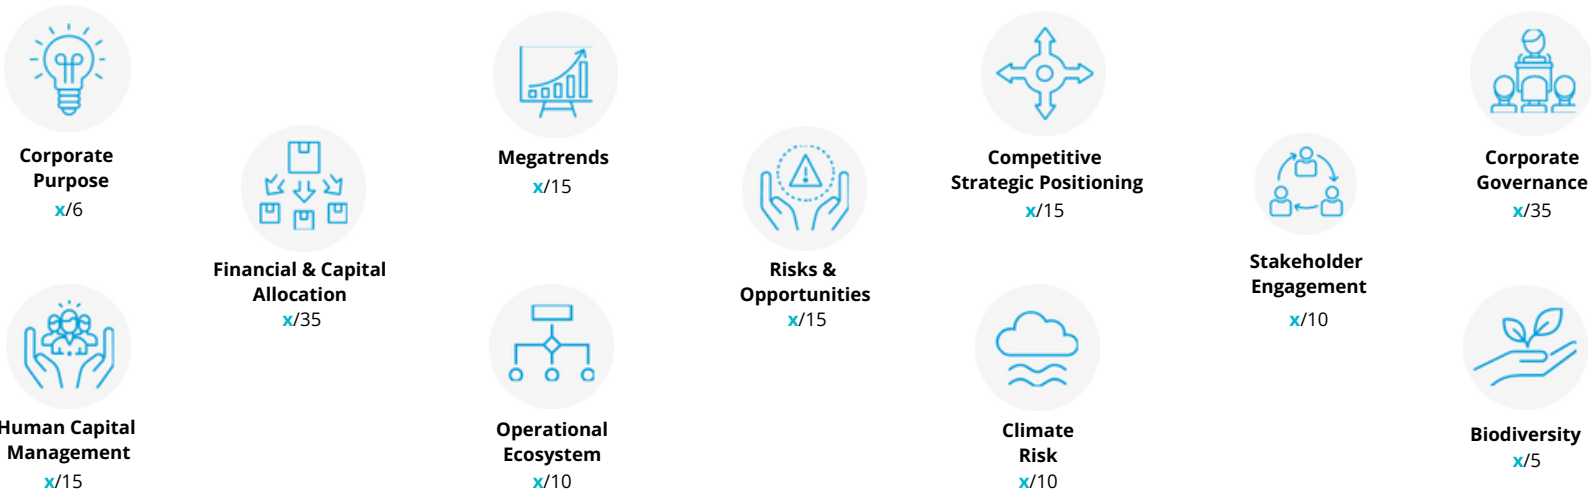 Corporate
Purpose
x/6
Financial & Capital
Allocation
x/35
Megatrends
x/15
Risks &
Opportunities
x/15
Competitive
Strategic Positioning
x/15
Stakeholder
Engagement
x/10
Corporate
Governance
x/35
Human Capital
Management
x/15
Operational
Ecosystem
x/10
Climate
Risk
x/10
Biodiversity
x/5